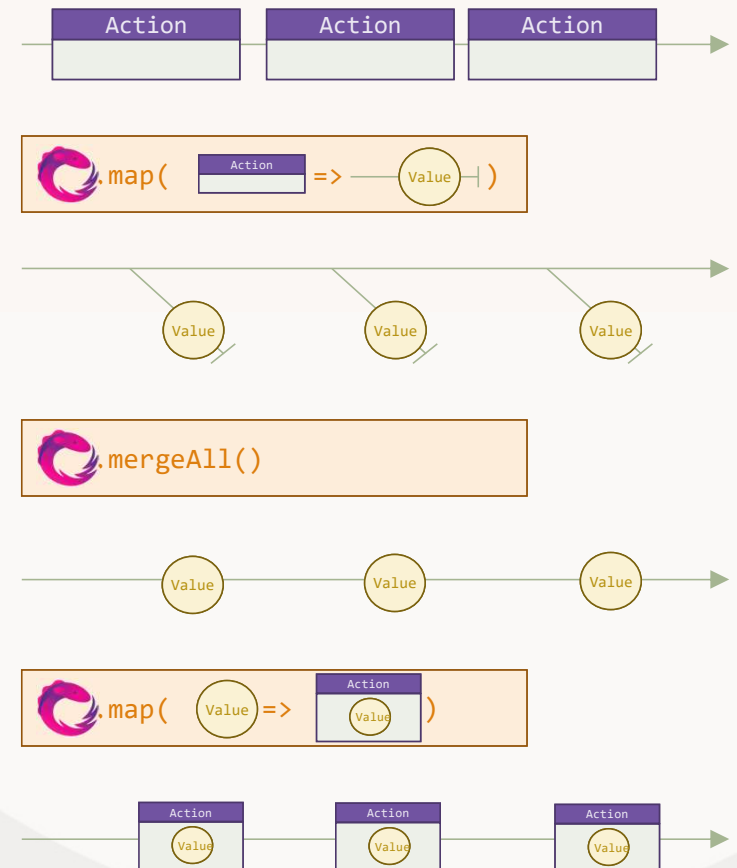 Action Action Action
.map( Action => Value )
Value Value Value
.mergeAll()
Value Value Value
.map( Value => Action Value )
Action Action Action
Value Value Value